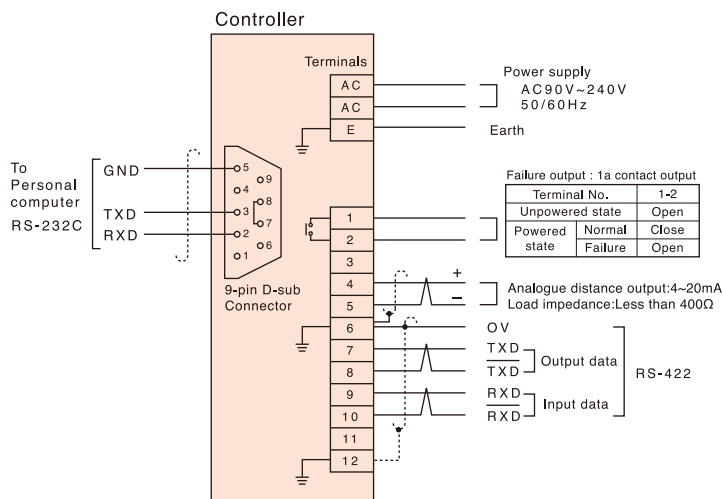 Controller
Terminals
AC
AC
E
Power supply
AC90V~240V
50/60Hz
Earth
To
Personal
computer
RS-232C
GND
TXD
RXD
5
9
4
8
3
7
2
6
1
9-pin D-sub
Connector
Failure output : 1a contact output
Terminal No. 1-2
Unpowered state Open
Powered state Normal Close
Failure Open
1
2
3
4
5
6
7
8
9
10
11
12
+
−
Analogue distance output:4~20mA
Load impedance:Less than 400Ω
OV
TXD
TXD
Output data
RXD
RXD
Input data
RS-422